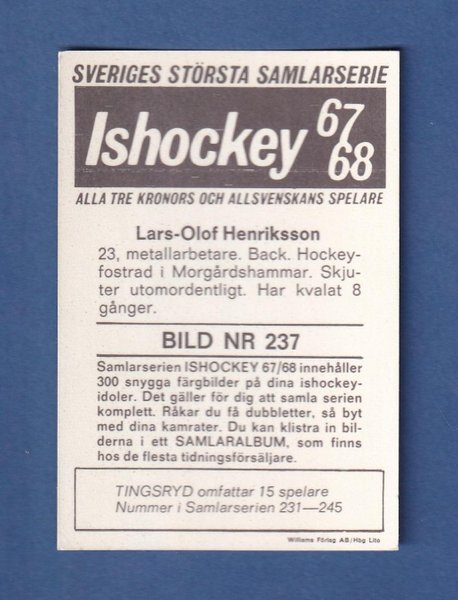 SVERIGES STÖRSTA SAMLARSERIE
Ishockey 67
68
ALLA TRE KRONORS OCH ALLSVENSKANS SPELARE
Lars-Olof Henriksson
23, metallarbetare. Back. Hockey-
fostrad i Morgårdshammar. Skju-
ter utomordentligt. Har kvalat 8
gånger.
BILD NR 237
Samlarserien ISHOCKEY 67/68 innehåller
300 snygga färgbilder på dina ishockey-
idoler. Det gäller för dig att samla serien
komplett. Råkar du få dubbletter, så byt
med dina kamrater. Du kan klistra in bil-
derna i ett SAMLARALBUM, som finns
hos de flesta tidningsförsäljare.
TINGSRYD omfattar 15 spelare
Nummer i Samlarserien 231—245
Williams Förlag AB/Hbg Lito